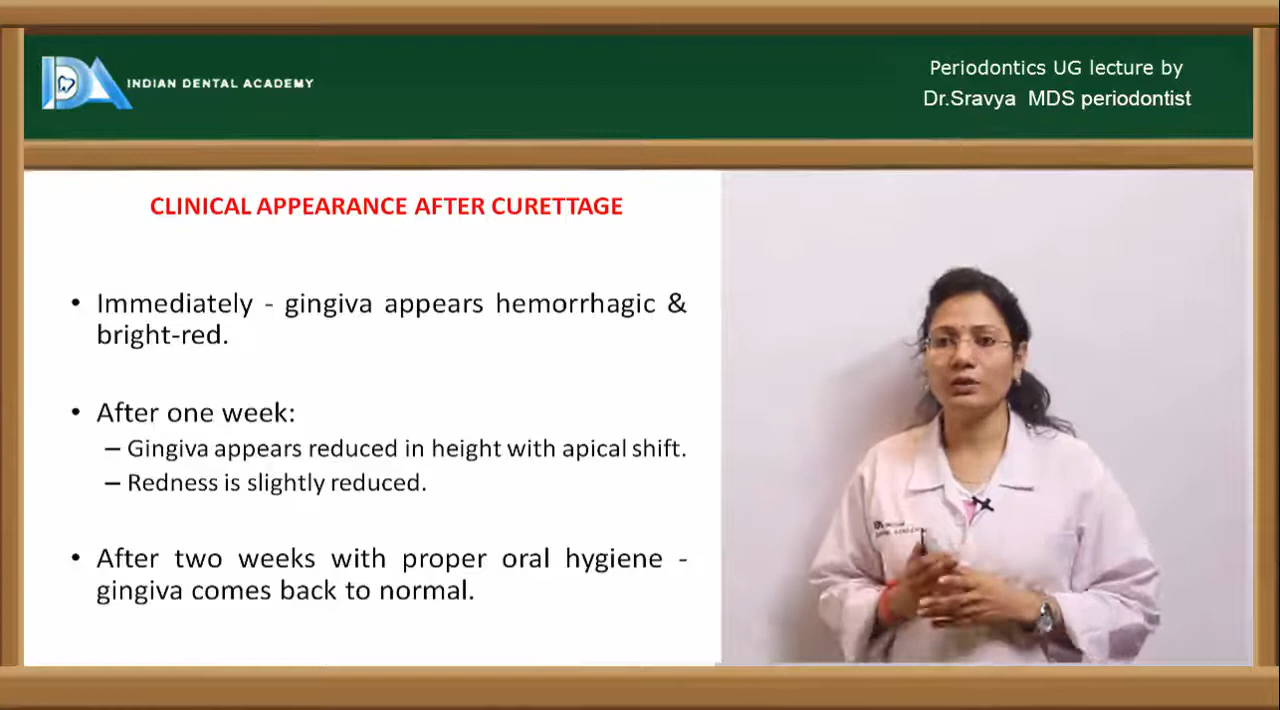 INDIAN DENTAL ACADEMY
Periodontics UG lecture by
Dr.Sravya MDS periodontist
CLINICAL APPEARANCE AFTER CURETTAGE
• Immediately - gingiva appears hemorrhagic &
bright-red.
• After one week:
– Gingiva appears reduced in height with apical shift.
– Redness is slightly reduced.
• After two weeks with proper oral hygiene -
gingiva comes back to normal.